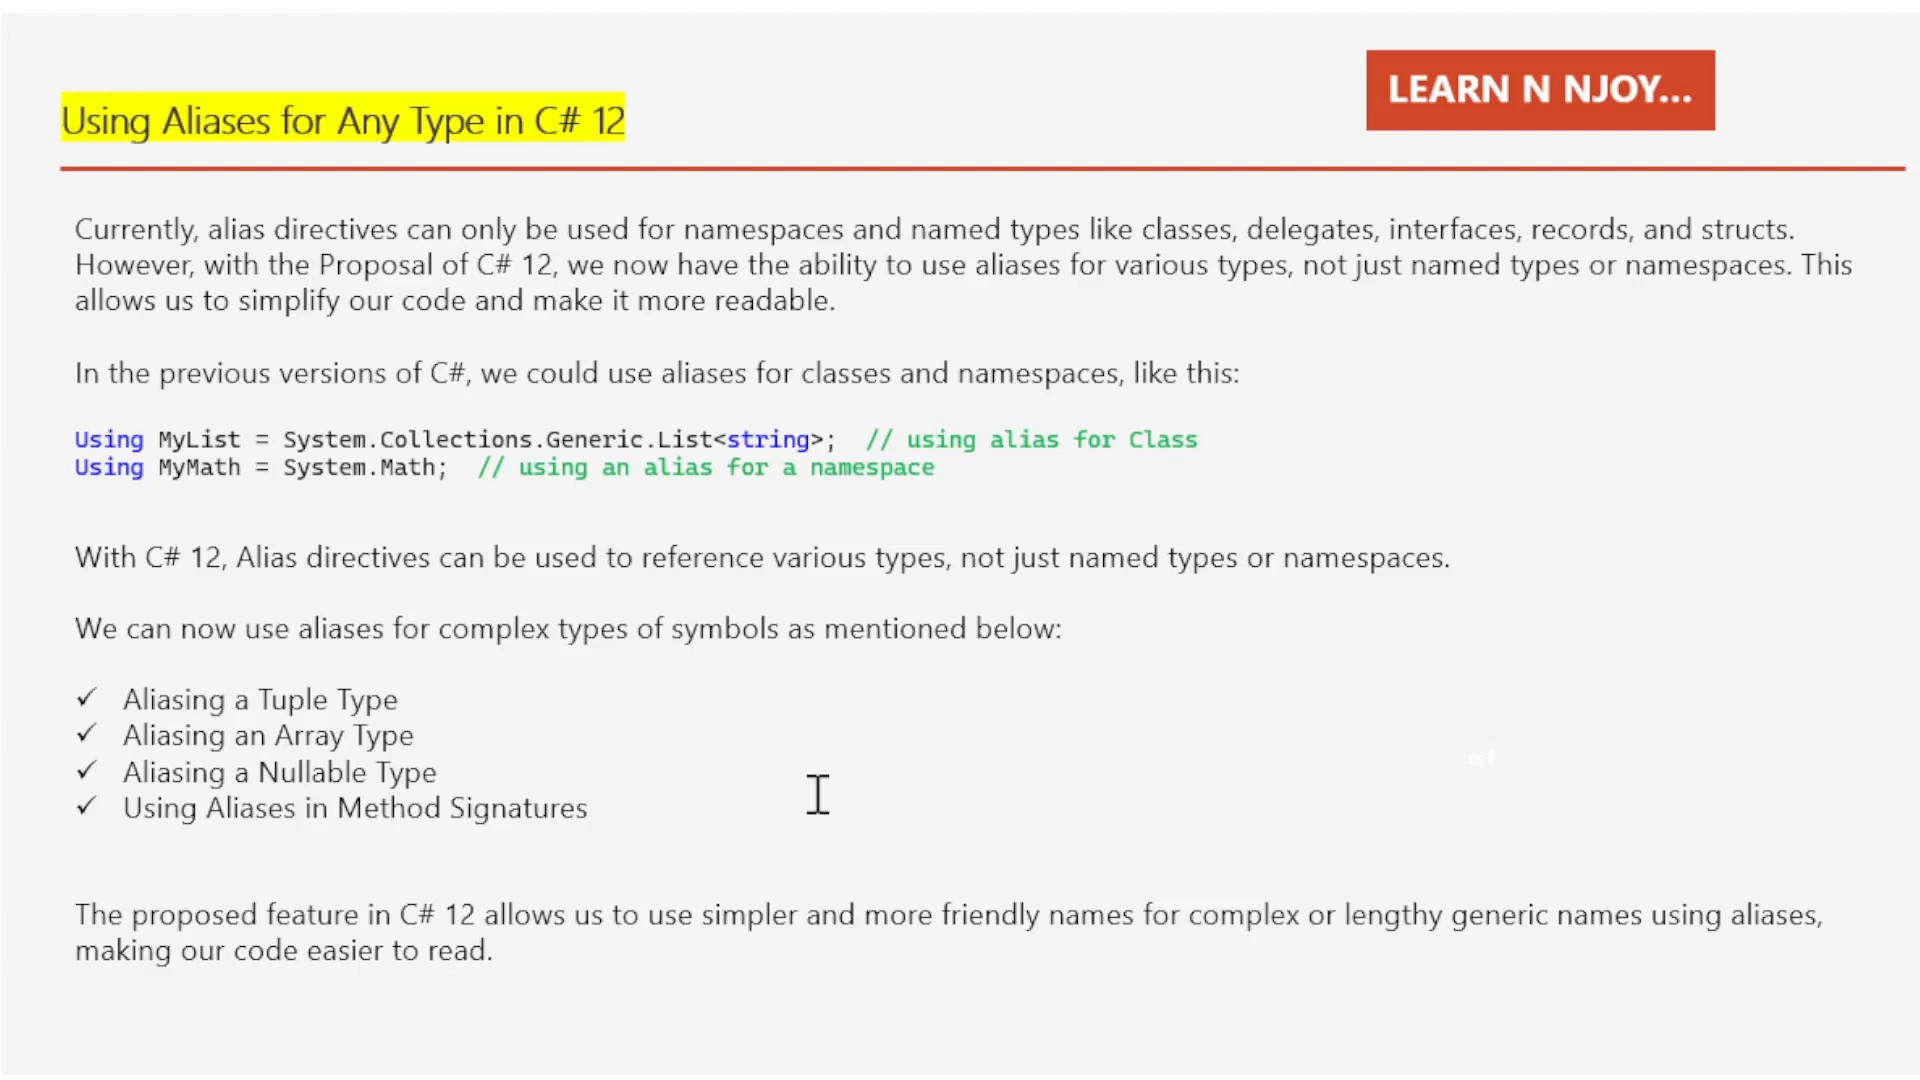 LEARN N NJOY...
Using Aliases for Any Type in C# 12
Currently, alias directives can only be used for namespaces and named types like classes, delegates, interfaces, records, and structs.
However, with the Proposal of C# 12, we now have the ability to use aliases for various types, not just named types or namespaces. This
allows us to simplify our code and make it more readable.
In the previous versions of C#, we could use aliases for classes and namespaces, like this:
Using MyList = System.Collections.Generic.List<string>;  // using alias for Class
Using MyMath = System.Math;  // using an alias for a namespace
With C# 12, Alias directives can be used to reference various types, not just named types or namespaces.
We can now use aliases for complex types of symbols as mentioned below:
✓ Aliasing a Tuple Type
✓ Aliasing an Array Type
✓ Aliasing a Nullable Type
✓ Using Aliases in Method Signatures
The proposed feature in C# 12 allows us to use simpler and more friendly names for complex or lengthy generic names using aliases,
making our code easier to read.